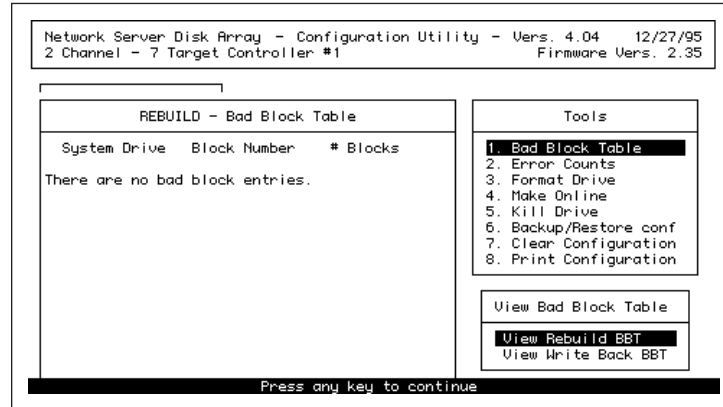 Network Server Disk Array - Configuration Utility - Vers. 4.04 12/27/95
2 Channel - 7 Target Controller #1 Firmware Vers. 2.35
REBUILD - Bad Block Table
System Drive Block Number # Blocks
There are no bad block entries.
Tools
1. Bad Block Table
2. Error Counts
3. Format Drive
4. Make Online
5. Kill Drive
6. Backup/Restore conf
7. Clear Configuration
8. Print Configuration
View Bad Block Table
View Rebuild BBT
View Write Back BBT
Press any key to continue